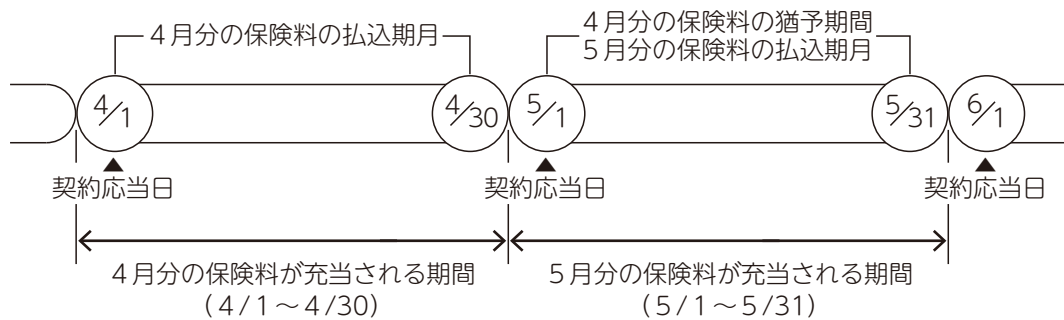 4月分の保険料の払込期月
4月分の保険料の猶予期間
5月分の保険料の払込期月
4/1
4/30
5/1
5/31
6/1
契約応当日
契約応当日
契約応当日
4月分の保険料が充当される期間
(4/1～4/30)
5月分の保険料が充当される期間
(5/1～5/31)